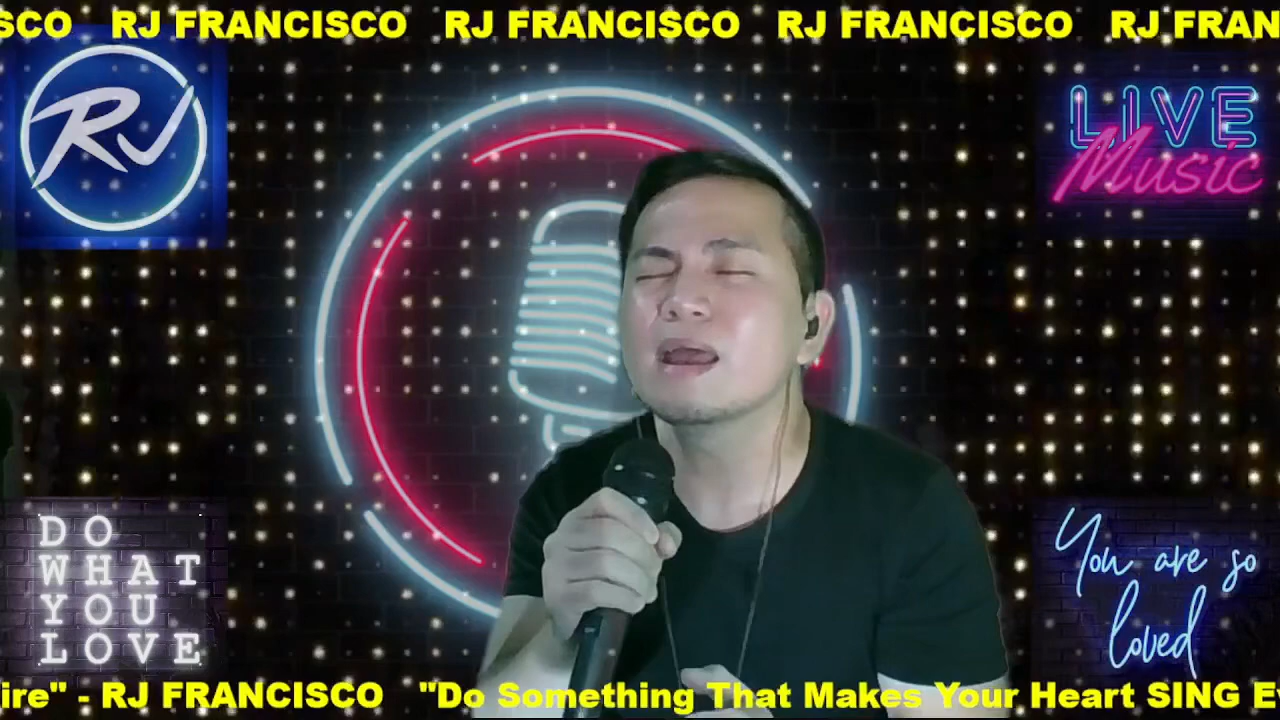 SCO RJ FRANCISCO RJ FRANCISCO RJ FRANCISCO RJ FRAN
RJ
LIVE
Music
DO
WHAT
YOU
LOVE
You are so
loved
ire" - RJ FRANCISCO "Do Something That Makes Your Heart SING E